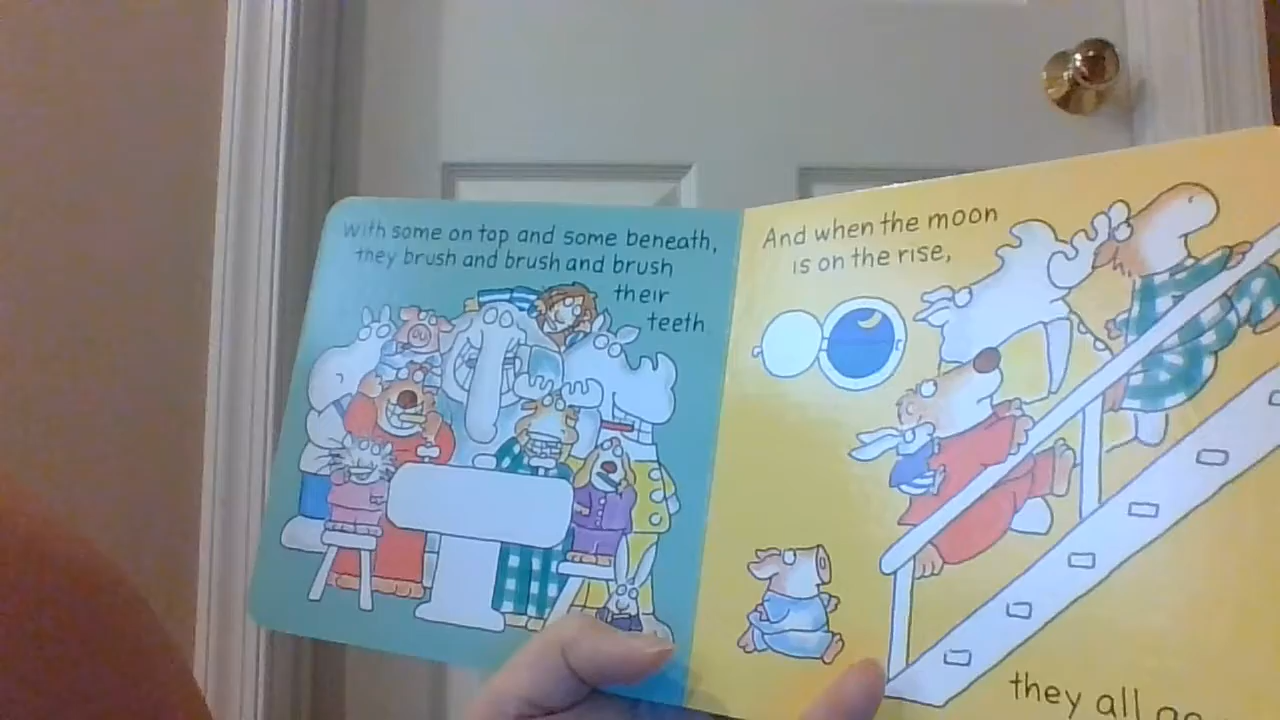 With some on top and some beneath,
they brush and brush and brush
their
teeth
And when the moon
is on the rise,
they all